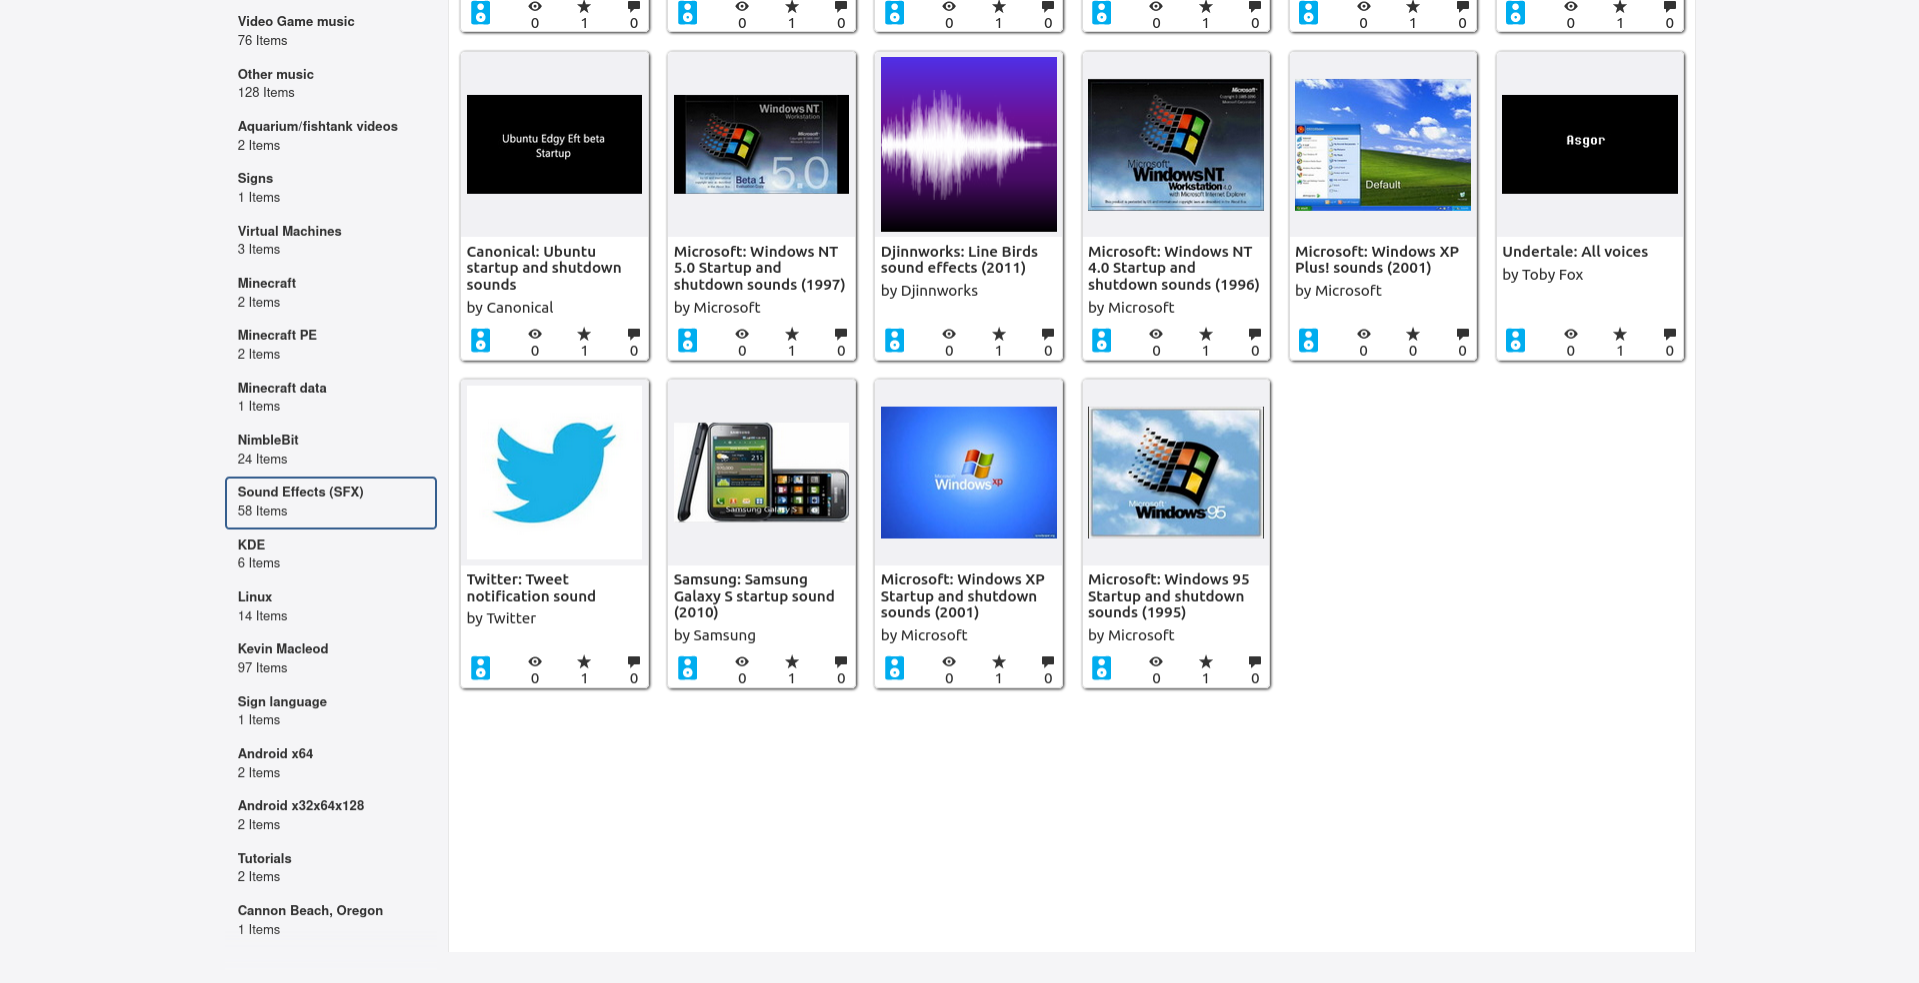 Video Game music
76 Items
Other music
128 Items
Aquarium/fishtank videos
2 Items
Signs
1 Items
Virtual Machines
3 Items
Minecraft
2 Items
Minecraft PE
2 Items
Minecraft data
1 Items
NimbleBit
24 Items
Sound Effects (SFX)
58 Items
KDE
6 Items
Linux
14 Items
Kevin Macleod
97 Items
Sign language
1 Items
Android x64
2 Items
Android x32x64x128
2 Items
Tutorials
2 Items
Cannon Beach, Oregon
1 Items
0 1 0
0 1 0
0 1 0
0 1 0
0 1 0
0 1 0
Ubuntu Edgy Eft beta
Startup
Canonical: Ubuntu
startup and shutdown
sounds
by Canonical
0 1 0
Windows NT
Workstation
Microsoft
5.0
Beta 1
Microsoft: Windows NT
5.0 Startup and
shutdown sounds (1997)
by Microsoft
0 1 0
Djinnworks: Line Birds
sound effects (2011)
by Djinnworks
0 1 0
Microsoft
Microsoft
Windows NT
Workstation 4.0
with Microsoft Internet Explorer
Microsoft: Windows NT
4.0 Startup and
shutdown sounds (1996)
by Microsoft
0 1 0
Default
Microsoft: Windows XP
Plus! sounds (2001)
by Microsoft
0 0 0
Asgor
Undertale: All voices
by Toby Fox
0 1 0
Twitter: Tweet
notification sound
by Twitter
0 1 0
SAMSUNG
Samsung Galaxy S
Samsung: Samsung
Galaxy S startup sound
(2010)
by Samsung
0 1 0
Microsoft
Windows xp
Microsoft: Windows XP
Startup and shutdown
sounds (2001)
by Microsoft
0 1 0
Microsoft
Windows 95
Microsoft: Windows 95
Startup and shutdown
sounds (1995)
by Microsoft
0 1 0